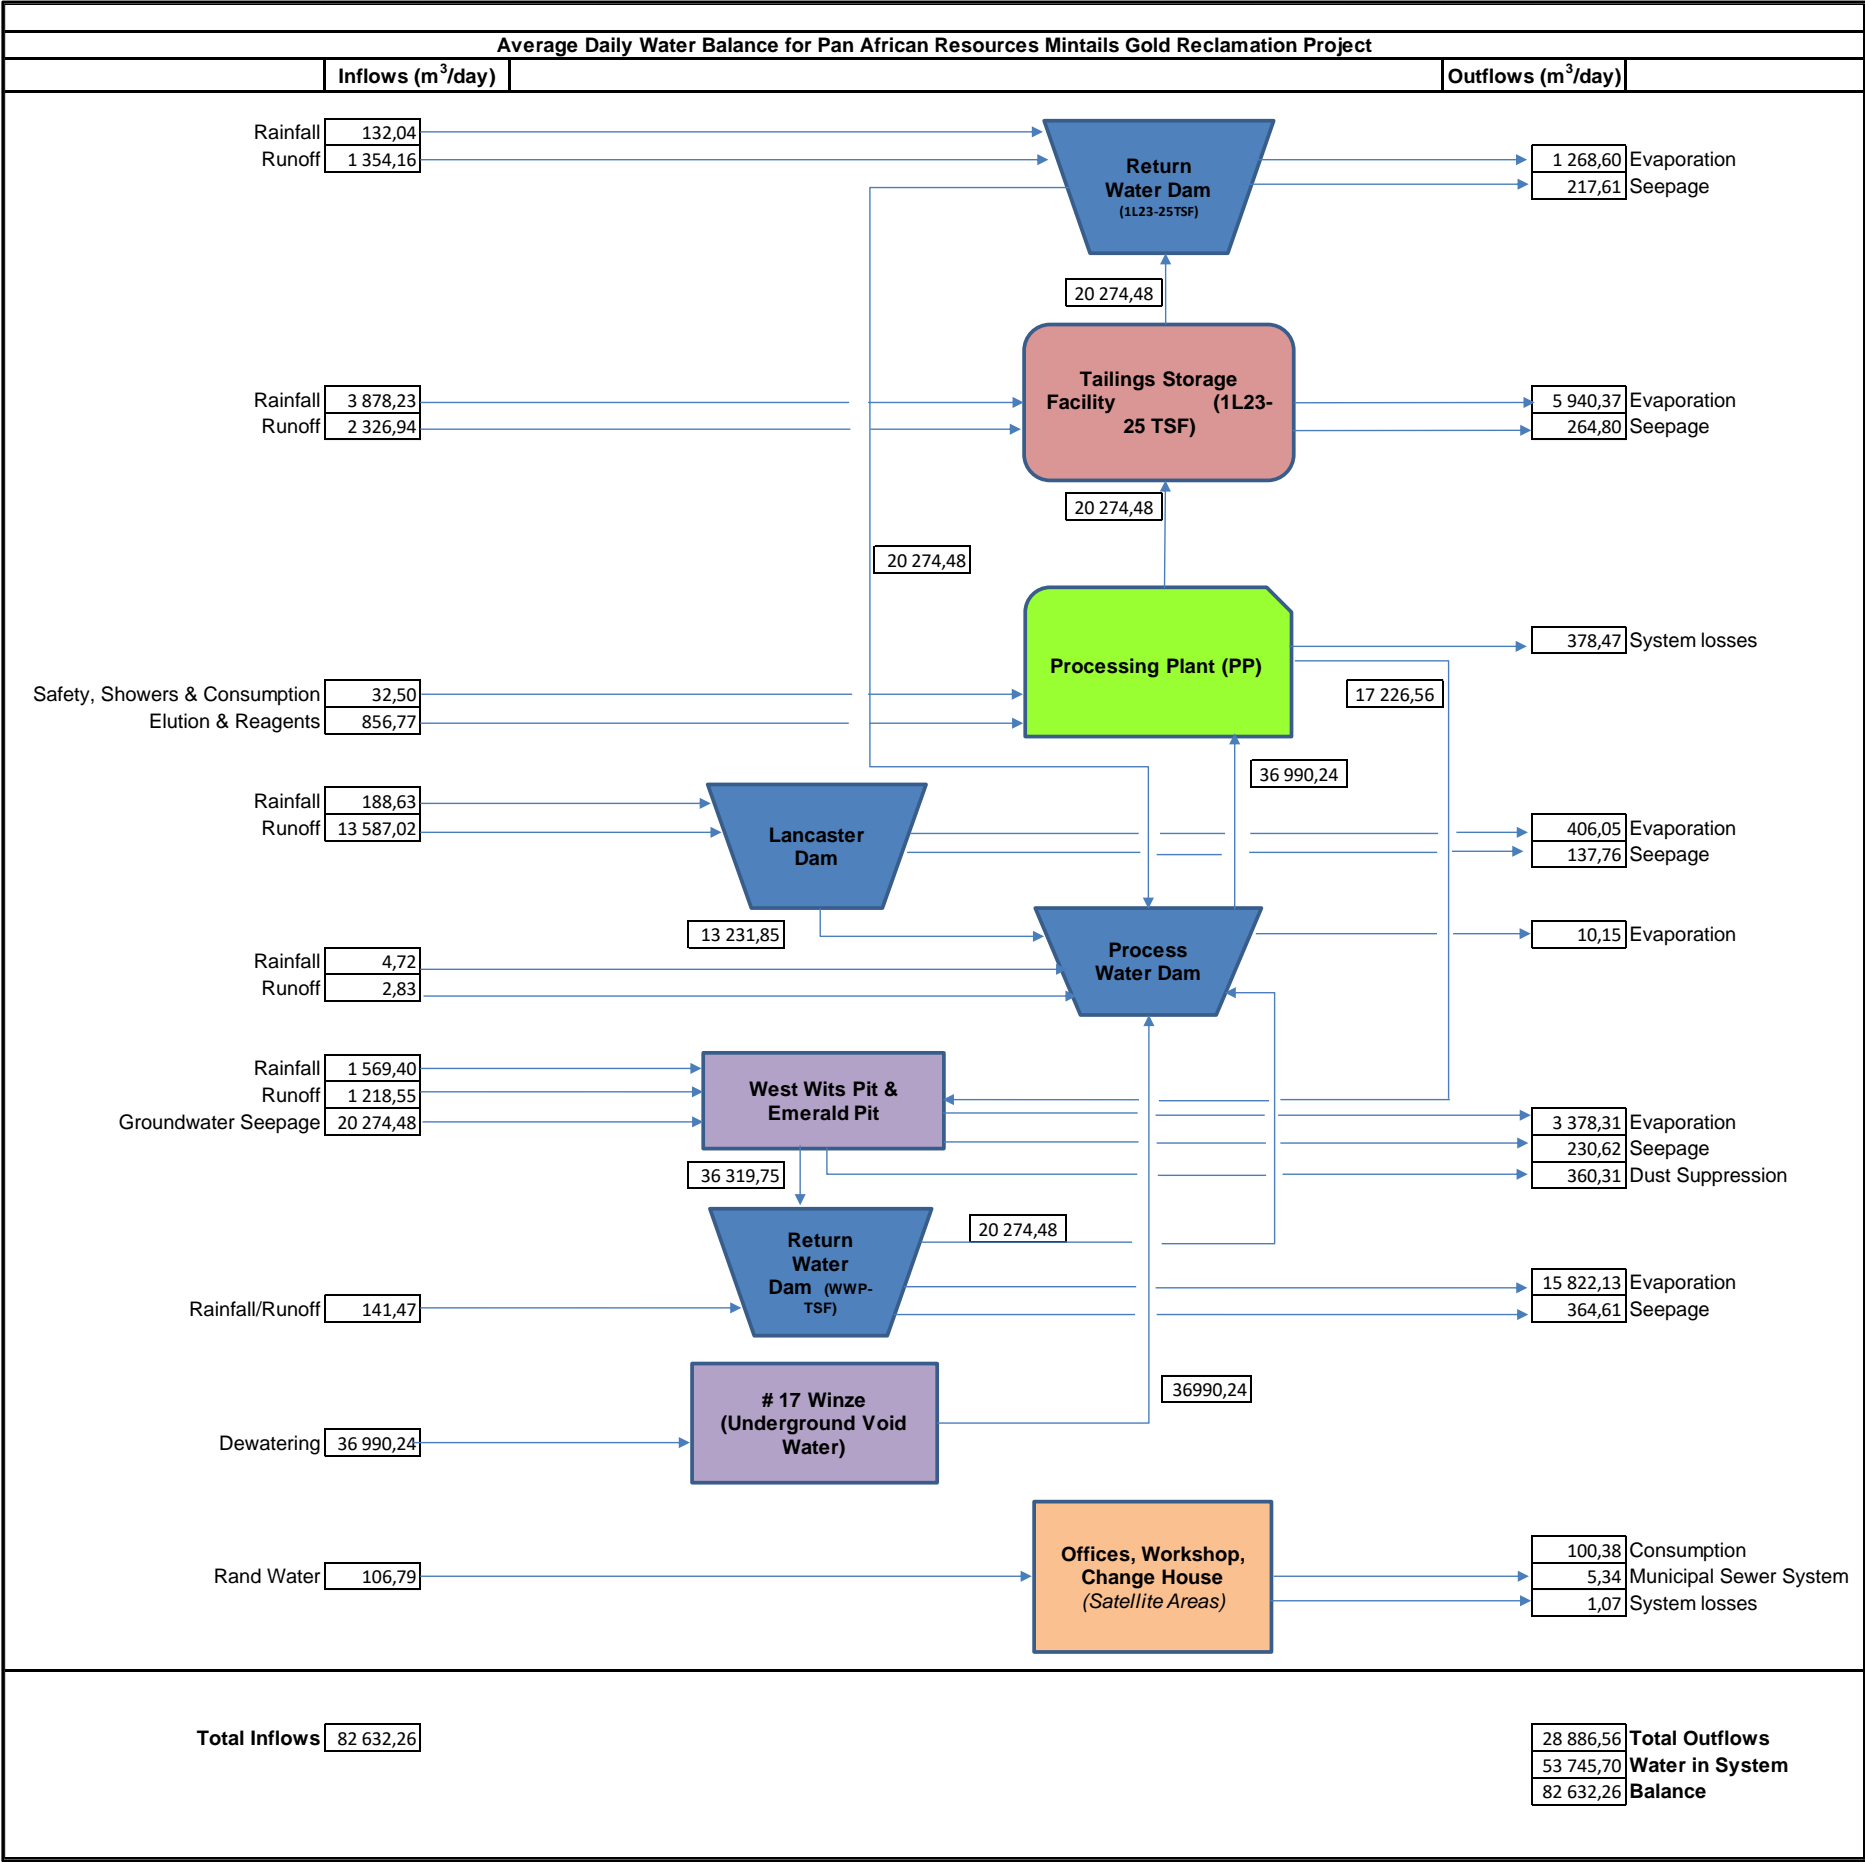 Average Daily Water Balance for Pan African Resources Mintails Gold Reclamation Project
Inflows (m³/day)
Outflows (m³/day)
Rainfall 132,04
Runoff 1 354,16
Return
Water Dam
(1L23-25TSF)
1 268,60 Evaporation
217,61 Seepage
20 274,48
Rainfall 3 878,23
Runoff 2 326,94
Tailings Storage
Facility (1L23-
25 TSF)
5 940,37 Evaporation
264,80 Seepage
20 274,48
20 274,48
Processing Plant (PP)
378,47 System losses
Safety, Showers & Consumption 32,50
Elution & Reagents 856,77
17 226,56
36 990,24
Rainfall 188,63
Runoff 13 587,02
Lancaster
Dam
406,05 Evaporation
137,76 Seepage
13 231,85
Rainfall 4,72
Runoff 2,83
Process
Water Dam
10,15 Evaporation
Rainfall 1 569,40
Runoff 1 218,55
Groundwater Seepage 20 274,48
West Wits Pit &
Emerald Pit
3 378,31 Evaporation
230,62 Seepage
360,31 Dust Suppression
36 319,75
20 274,48
Return
Water
Dam (WWP-
TSF)
Rainfall/Runoff 141,47
15 822,13 Evaporation
364,61 Seepage
36990,24
# 17 Winze
(Underground Void
Water)
Dewatering 36 990,24
Offices, Workshop,
Change House
(Satellite Areas)
Rand Water 106,79
100,38 Consumption
5,34 Municipal Sewer System
1,07 System losses
Total Inflows 82 632,26
28 886,56 Total Outflows
53 745,70 Water in System
82 632,26 Balance